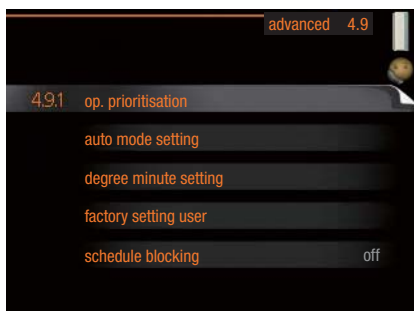 advanced 4.9
4.9.1 op. prioritisation
auto mode setting
degree minute setting
factory setting user
schedule blocking off